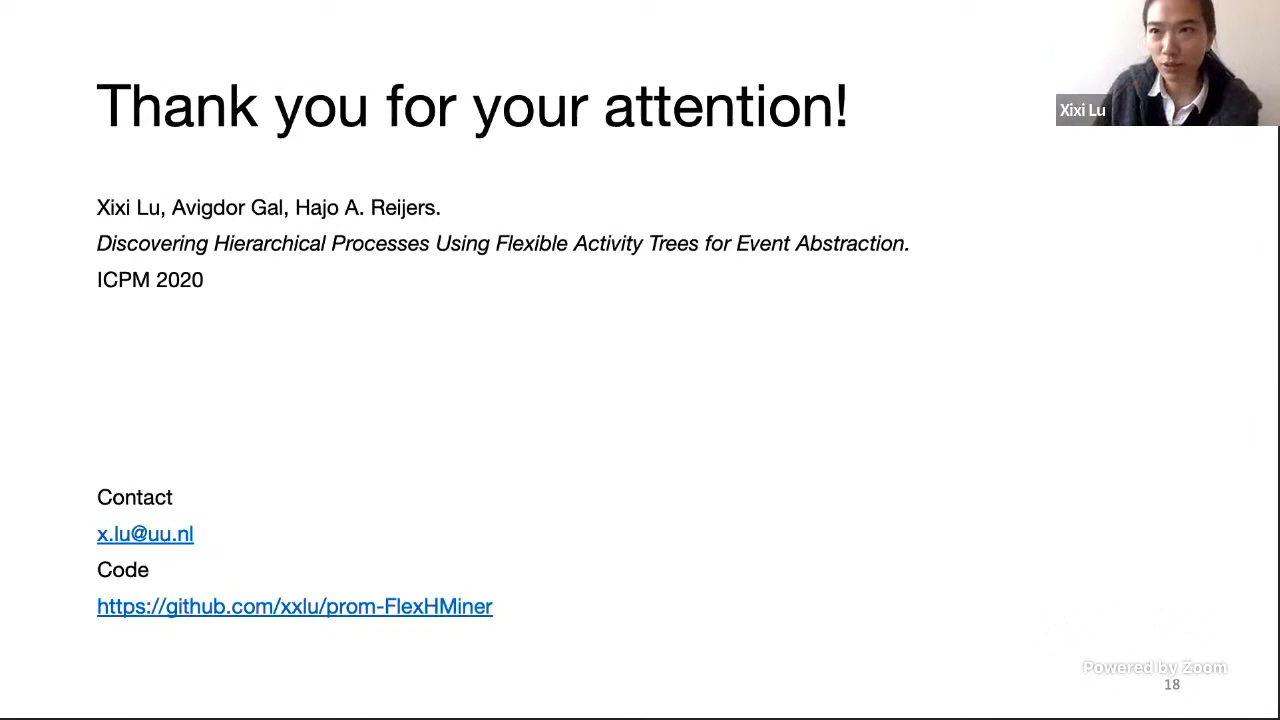 Thank you for your attention!
Xixi Lu
Xixi Lu, Avigdor Gal, Hajo A. Reijers.
Discovering Hierarchical Processes Using Flexible Activity Trees for Event Abstraction.
ICPM 2020
Contact
x.lu@uu.nl
Code
https://github.com/xxlu/prom-FlexHMiner
Powered by Zoom
18